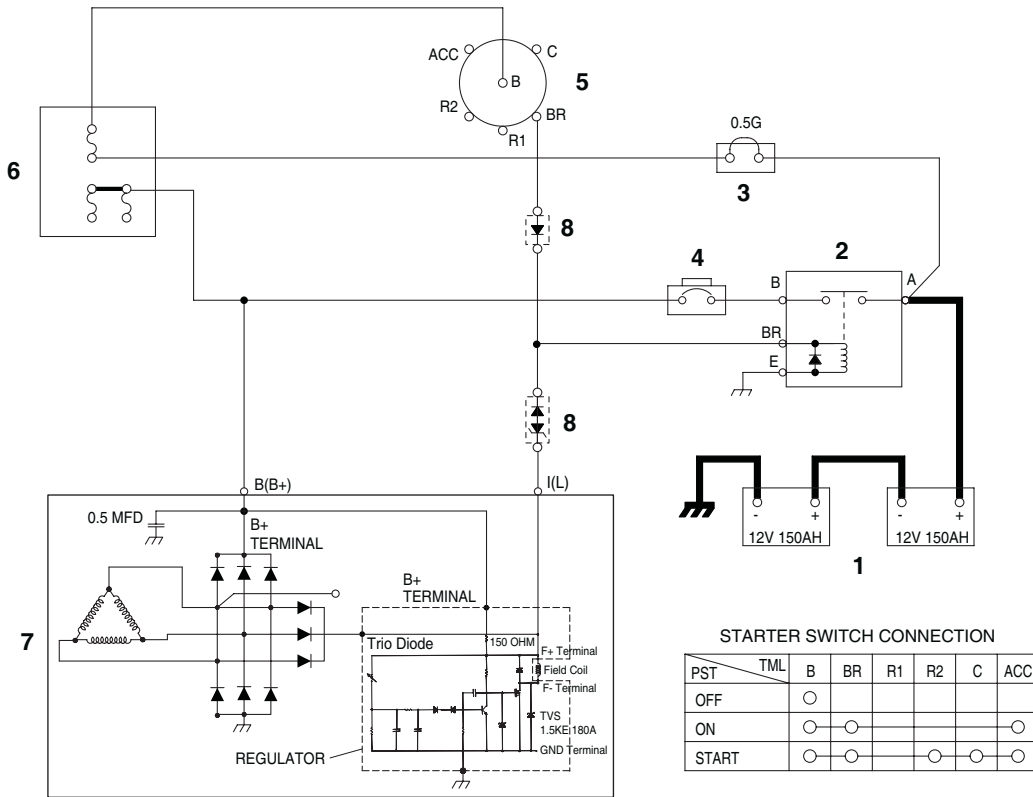 ACC
C
B
5
R2
BR
R1
0.5G
3
6
8
4
2
B
A
BR
E
8
B(B+)
I(L)
0.5 MFD
B+
TERMINAL
B+
TERMINAL
- +
12V 150AH
- +
12V 150AH
1
7
Trio Diode
150 OHM
F+ Terminal
Field Coil
F- Terminal
TVS
1.5KE 180A
GND Terminal
REGULATOR
STARTER SWITCH CONNECTION
PST TML B BR R1 R2 C ACC
OFF
ON
START